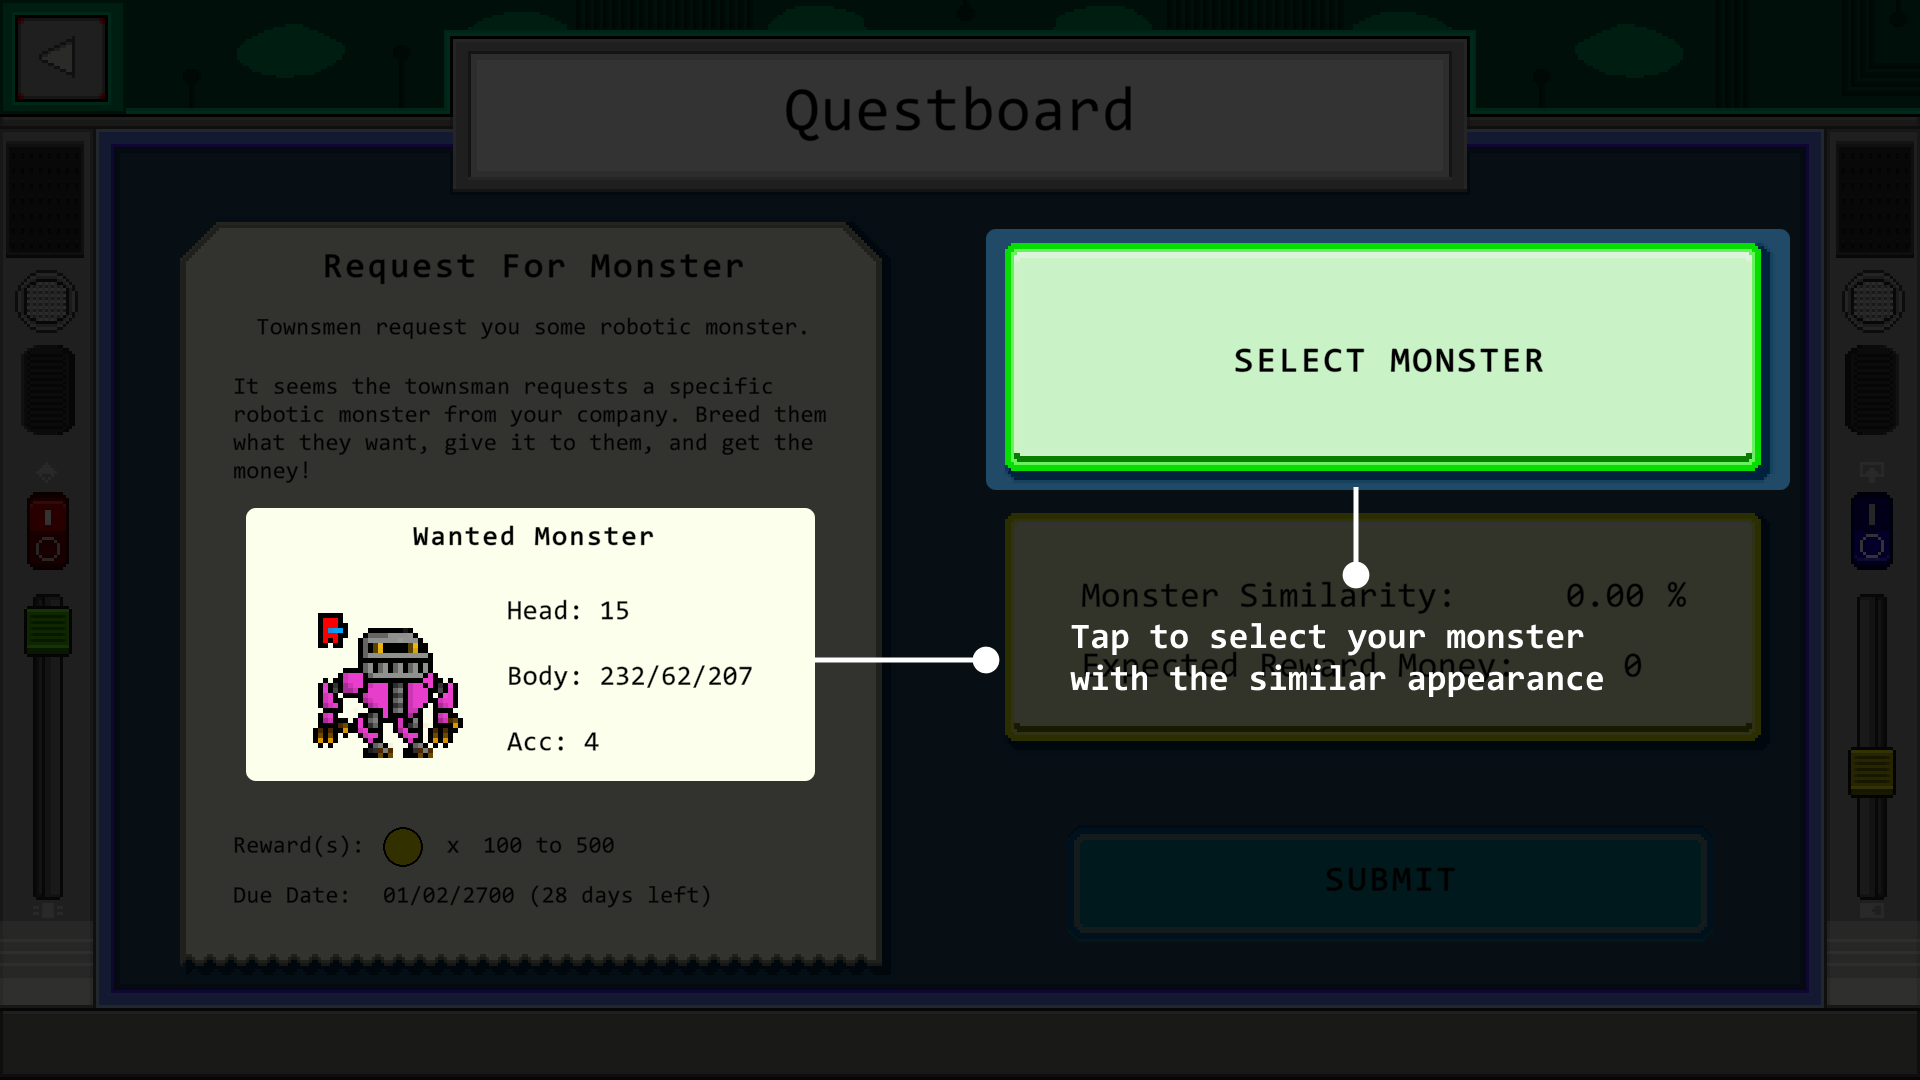 Questboard
Request For Monster
Townsmen request you some robotic monster.
It seems the townsman requests a specific
robotic monster from your company. Breed them
what they want, give it to them, and get the
money!
Wanted Monster
Head: 15
Body: 232/62/207
Acc: 4
Reward(s): x 100 to 500
Due Date: 01/02/2700 (28 days left)
SELECT MONSTER
Monster Similarity: 0.00 %
Tap to select your monster
Expected Reward Money: 0
with the similar appearance
SUBMIT